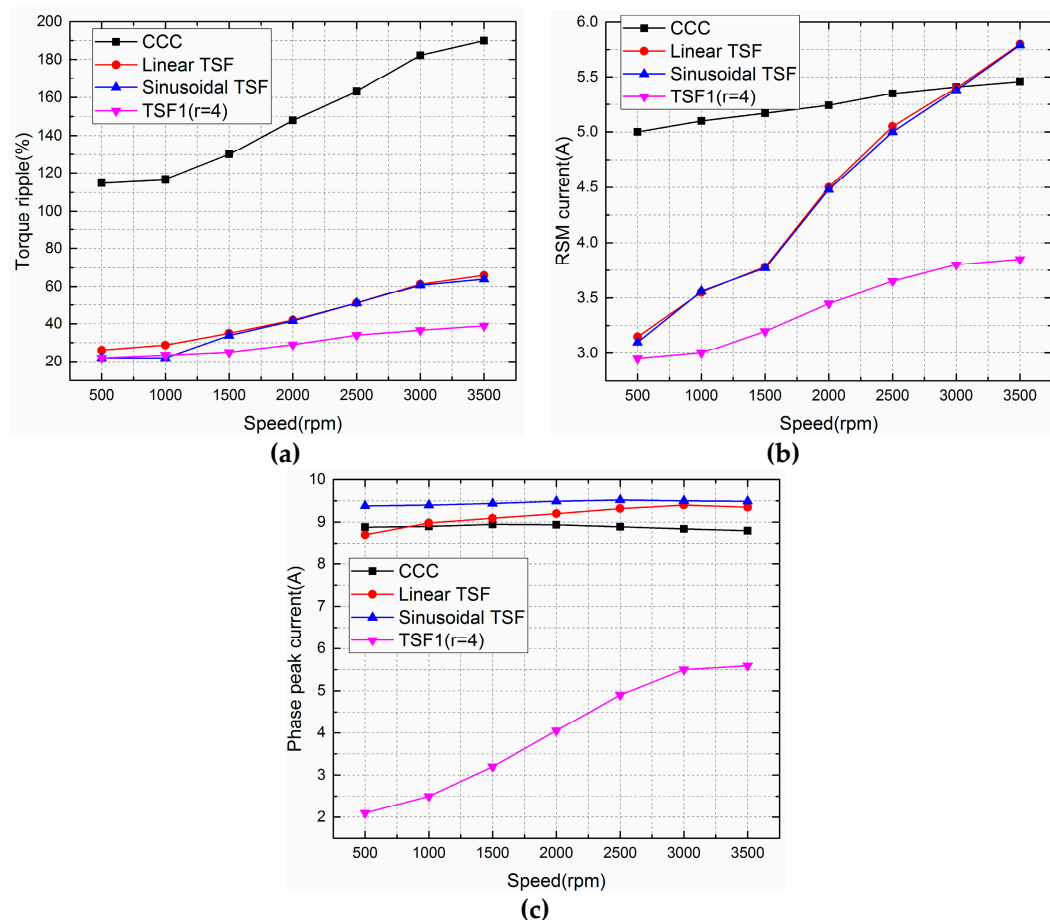 200
180
160
140
120
100
80
60
40
20
Torque ripple(%)
CCC
Linear TSF
Sinusoidal TSF
TSF1(r=4)
500 1000 1500 2000 2500 3000 3500
Speed(rpm)
(a)
6.0
5.5
5.0
4.5
4.0
3.5
3.0
RSM current(A)
CCC
Linear TSF
Sinusoidal TSF
TSF1(r=4)
500 1000 1500 2000 2500 3000 3500
Speed(rpm)
(b)
10
9
8
7
6
5
4
3
2
Phase peak current(A)
CCC
Linear TSF
Sinusoidal TSF
TSF1(r=4)
500 1000 1500 2000 2500 3000 3500
Speed(rpm)
(c)